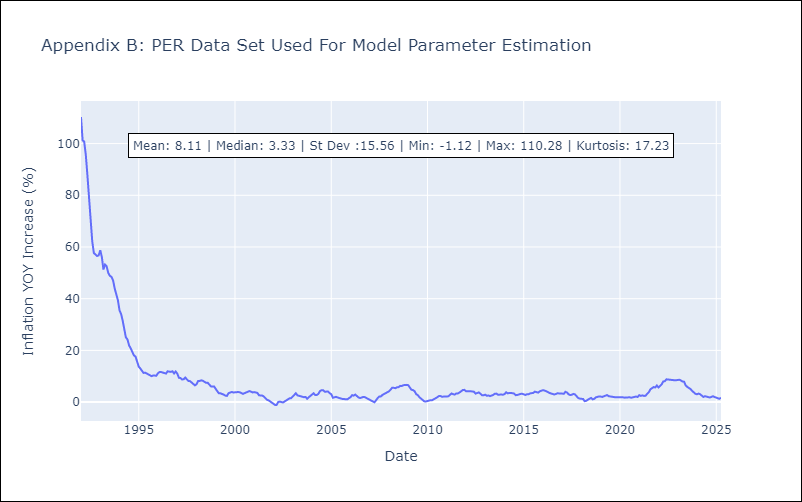 Appendix B: PER Data Set Used For Model Parameter Estimation
Mean: 8.11 | Median: 3.33 | St Dev :15.56 | Min: -1.12 | Max: 110.28 | Kurtosis: 17.23
Inflation YOY Increase (%)
100
80
60
40
20
0
1995 2000 2005 2010 2015 2020 2025
Date